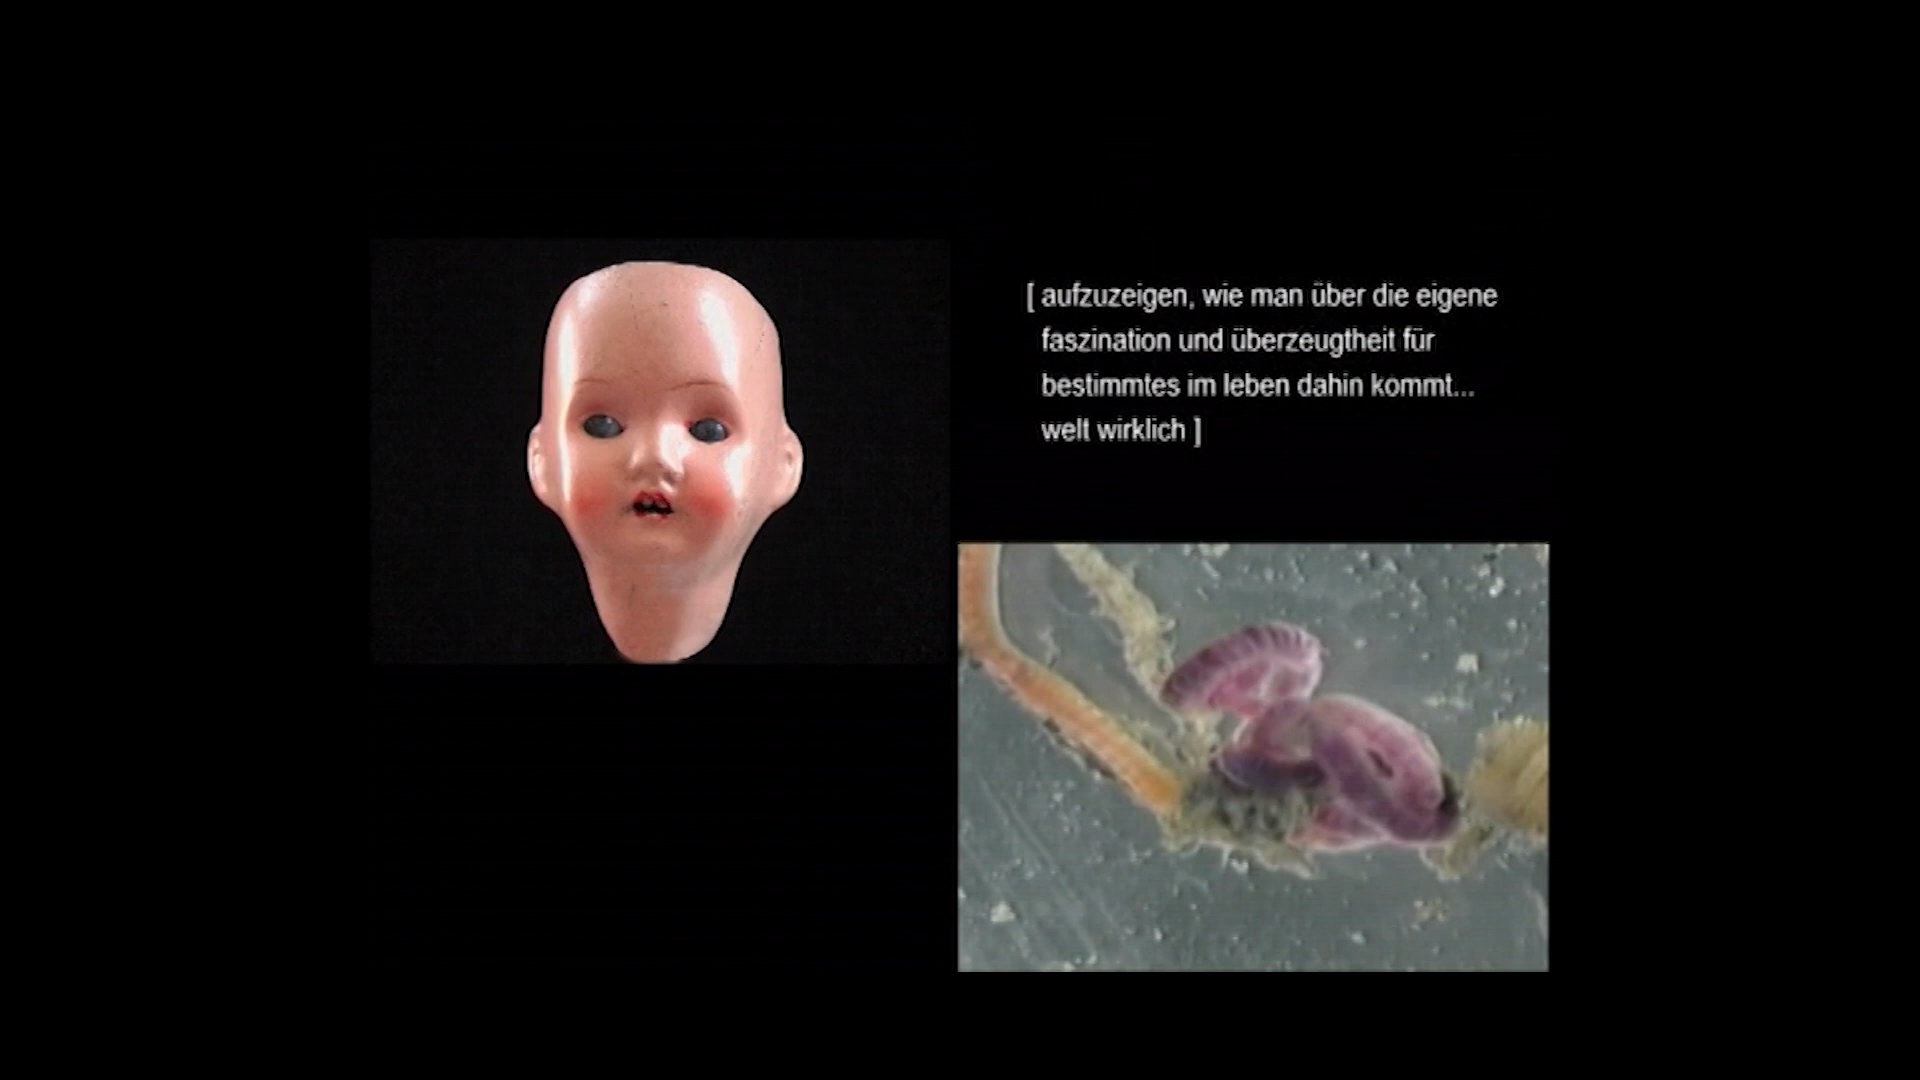 [ aufzuzeigen, wie man über die eigene
faszination und überzeugtheit für
bestimmtes im leben dahin kommt...
welt wirklich ]